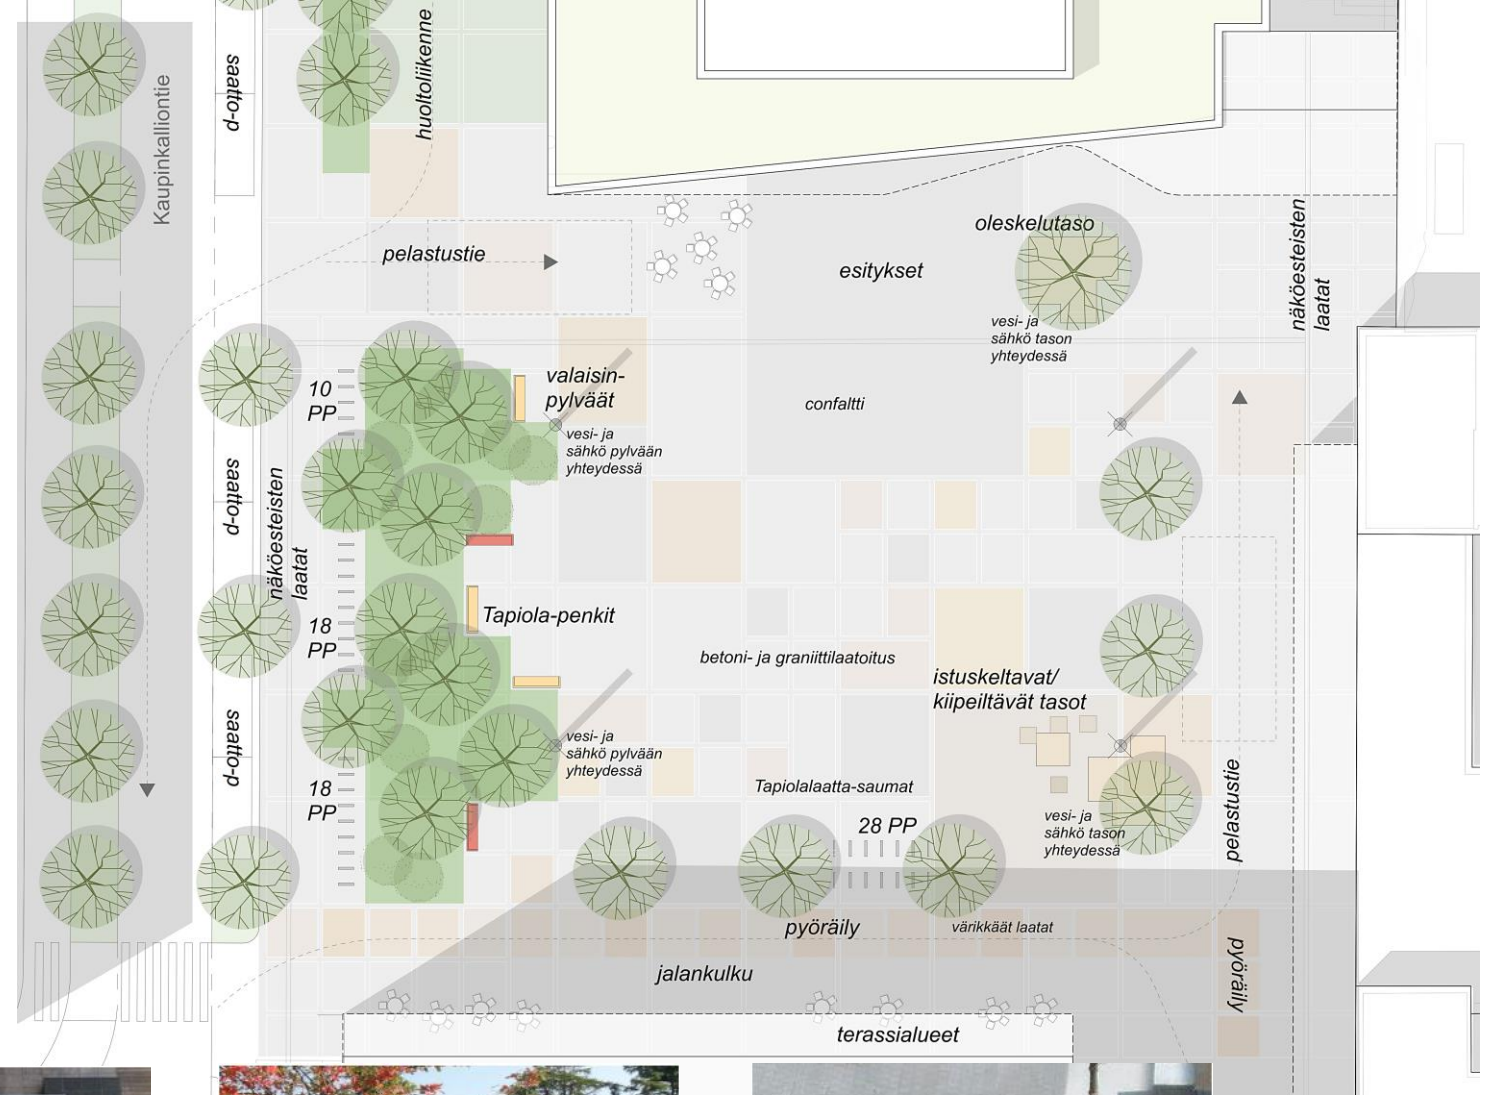 huoltoliikenne
saatto-p
Kaupinkalliontie
oleskelutaso
pelastustie
esitykset
näköesteisten
laatat
vesi- ja
sähkö tason
yhteydessä
valaisin-
pylväät
10
PP
confaltti
vesi- ja
sähkö pylvään
yhteydessä
saatto-p
näköesteisten
laatat
Tapiola-penkit
18
PP
betoni- ja graniittilaatoitus
istuskeltavat/
kiipeiltävät tasot
saatto-p
vesi- ja
sähkö pylvään
yhteydessä
18
PP
Tapiolalaatta-saumat
28 PP
vesi- ja
sähkö tason
yhteydessä
pelastustie
pyöräily
värikkäät laatat
jalankulku
pyöräily
terassialueet